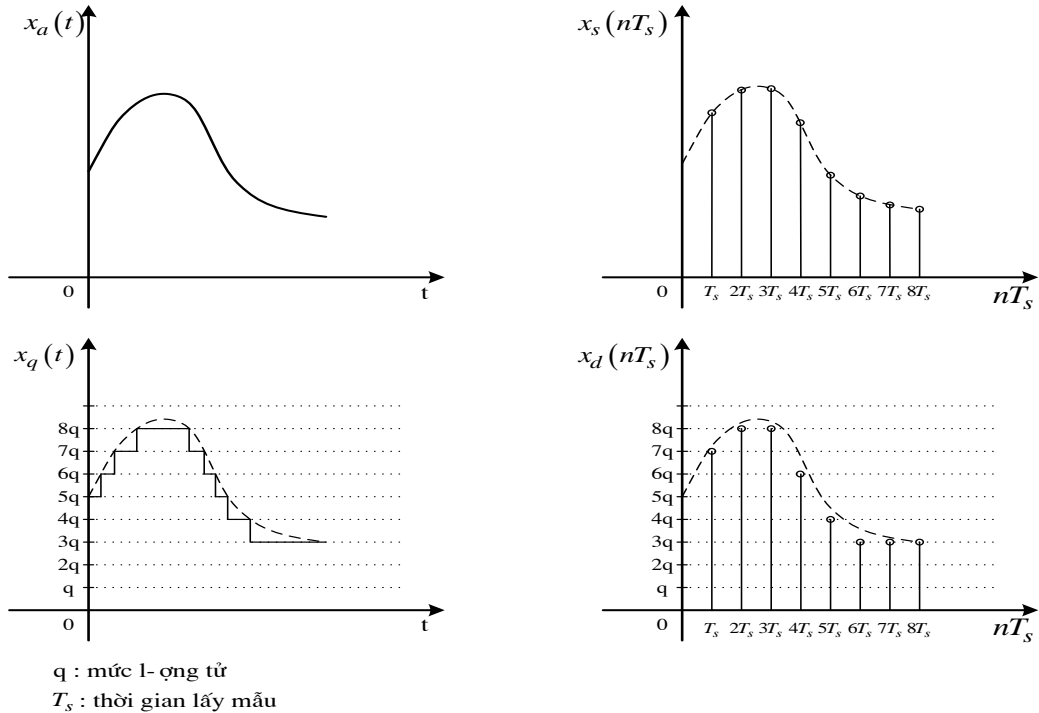 x_a(t)
0
t
x_s(nT_s)
0 T_s 2T_s 3T_s 4T_s 5T_s 6T_s 7T_s 8T_s
nT_s
x_q(t)
8q
7q
6q
5q
4q
3q
2q
q
0
t
x_d(nT_s)
8q
7q
6q
5q
4q
3q
2q
q
0 T_s 2T_s 3T_s 4T_s 5T_s 6T_s 7T_s 8T_s
nT_s
q : mức l-ợng tử
T_s : thời gian lấy mẫu